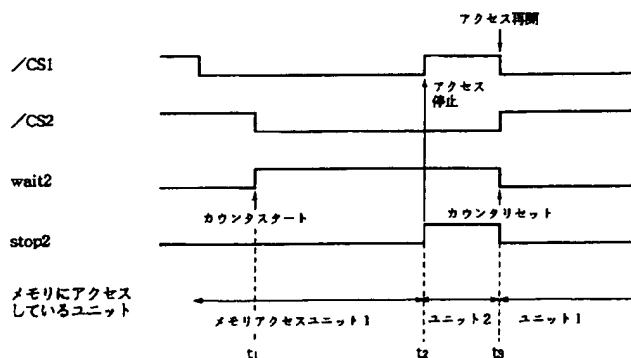 アクセス再開
/CS1
アクセス
停止
/CS2
wait2
カウンタスタート
カウンタリセット
stop2
メモリにアクセス
しているユニット
メモリアクセスユニット1
ユニット2
ユニット1
t1
t2
t3